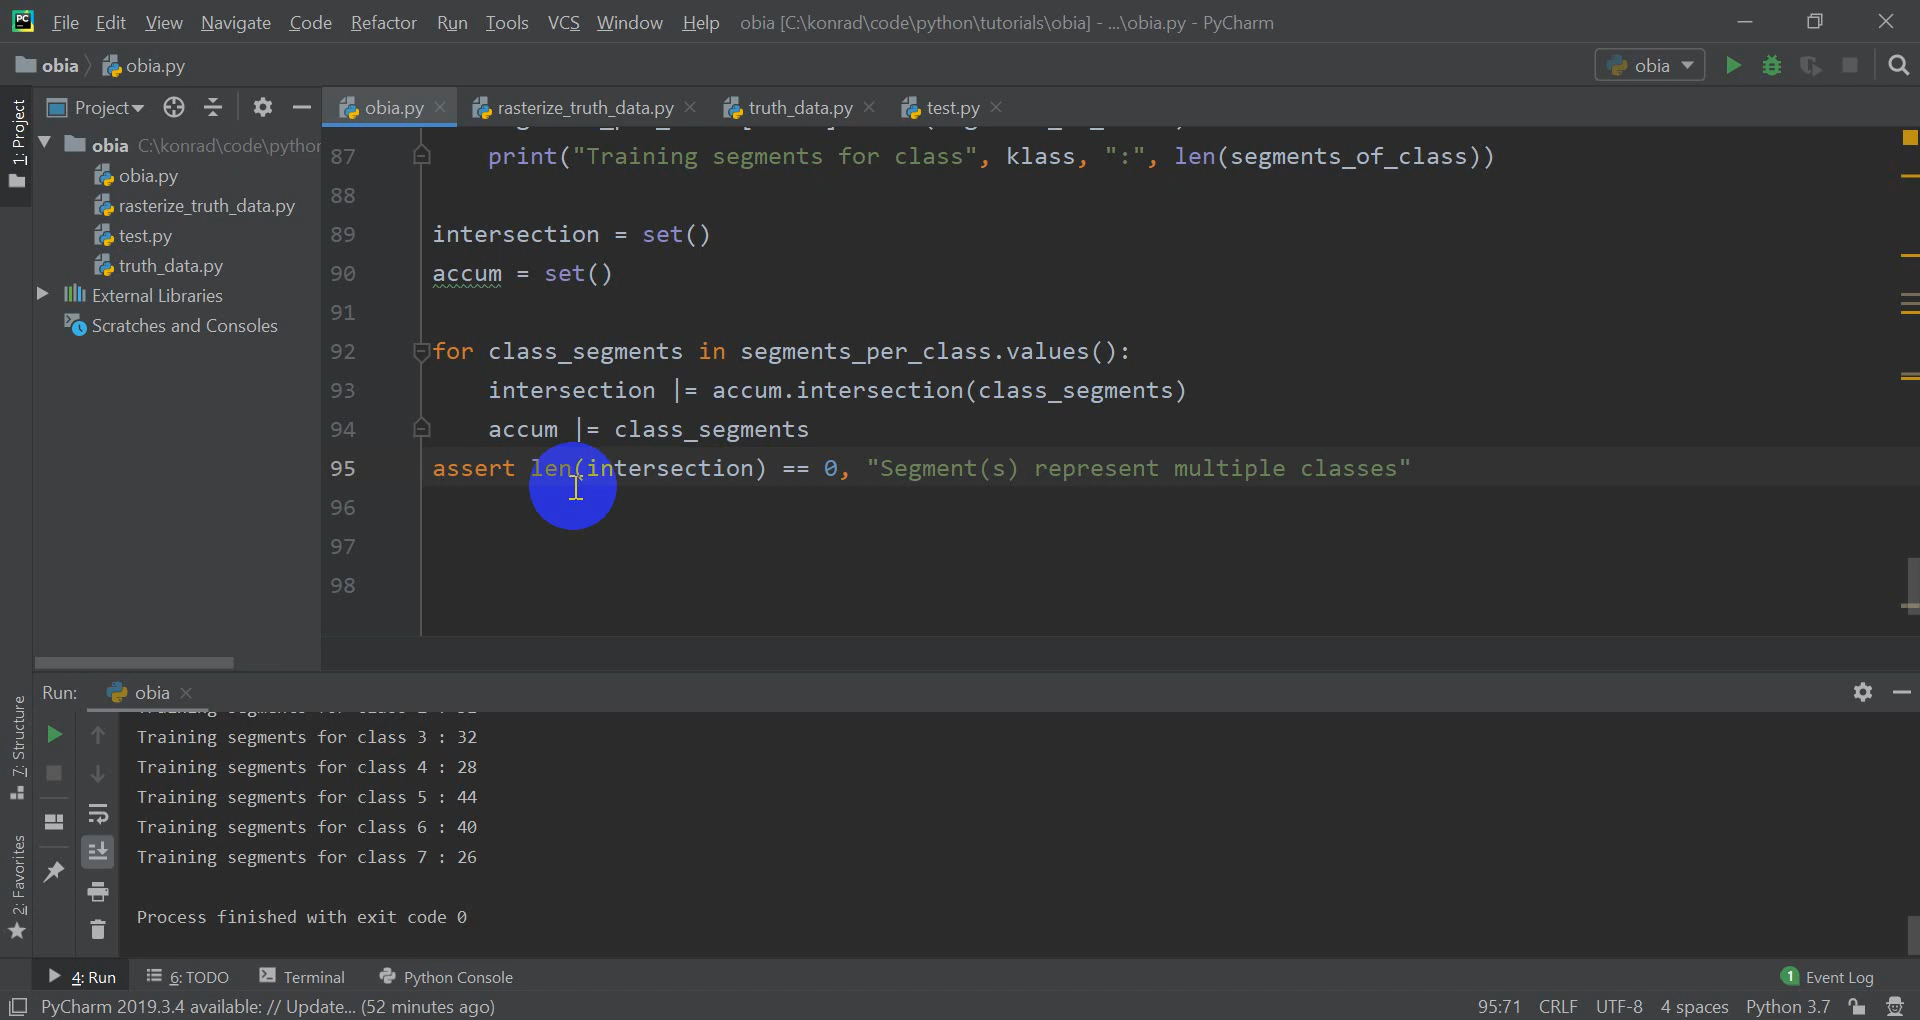 PC File Edit View Navigate Code Refactor Run Tools VCS Window Help obia [C:\konrad\code\python\tutorials\obia] - ...\obia.py - PyCharm
obia obia.py obia
1: Project Project obia.py rasterize_truth_data.py truth_data.py test.py
obia C:\konrad\code\python
obia.py
rasterize_truth_data.py
test.py
truth_data.py
External Libraries
Scratches and Consoles
87 print("Training segments for class", klass, ":", len(segments_of_class))
88
89 intersection = set()
90 accum = set()
91
92 for class_segments in segments_per_class.values():
93 intersection |= accum.intersection(class_segments)
94 accum |= class_segments
95 assert len(intersection) == 0, "Segment(s) represent multiple classes"
96
97
98
Run: obia
7: Structure
2: Favorites
Training segments for class 3 : 32
Training segments for class 4 : 28
Training segments for class 5 : 44
Training segments for class 6 : 40
Training segments for class 7 : 26
Process finished with exit code 0
4: Run 6: TODO Terminal Python Console 1 Event Log
PyCharm 2019.3.4 available: // Update... (52 minutes ago) 95:71 CRLF UTF-8 4 spaces Python 3.7